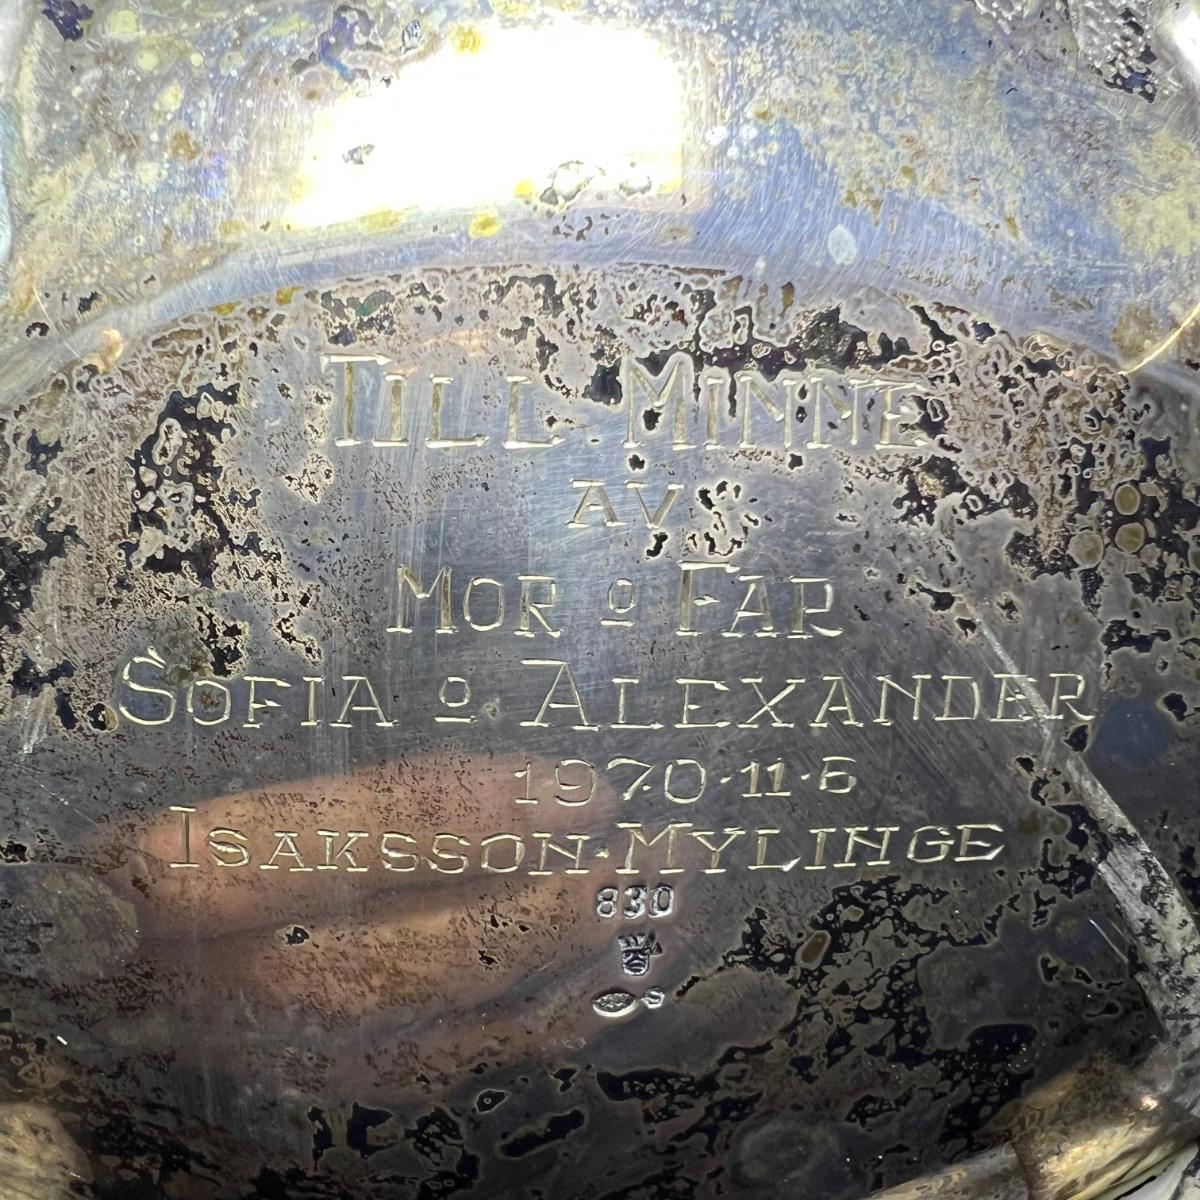 TILL MINNE
AV
MOR o FAR
SOFIA o ALEXANDER
1970·11·6
ISAKSSON·MYLINGE
830
S